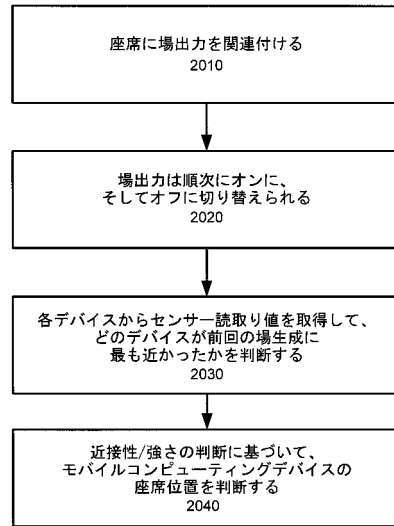 座席に場出力を関連付ける
2010
場出力は順次にオンに、
そしてオフに切り替えられる
2020
各デバイスからセンサー読取り値を取得して、
どのデバイスが前回の場生成に
最も近かったかを判断する
2030
近接性/強さの判断に基づいて、
モバイルコンピューティングデバイスの
座席位置を判断する
2040